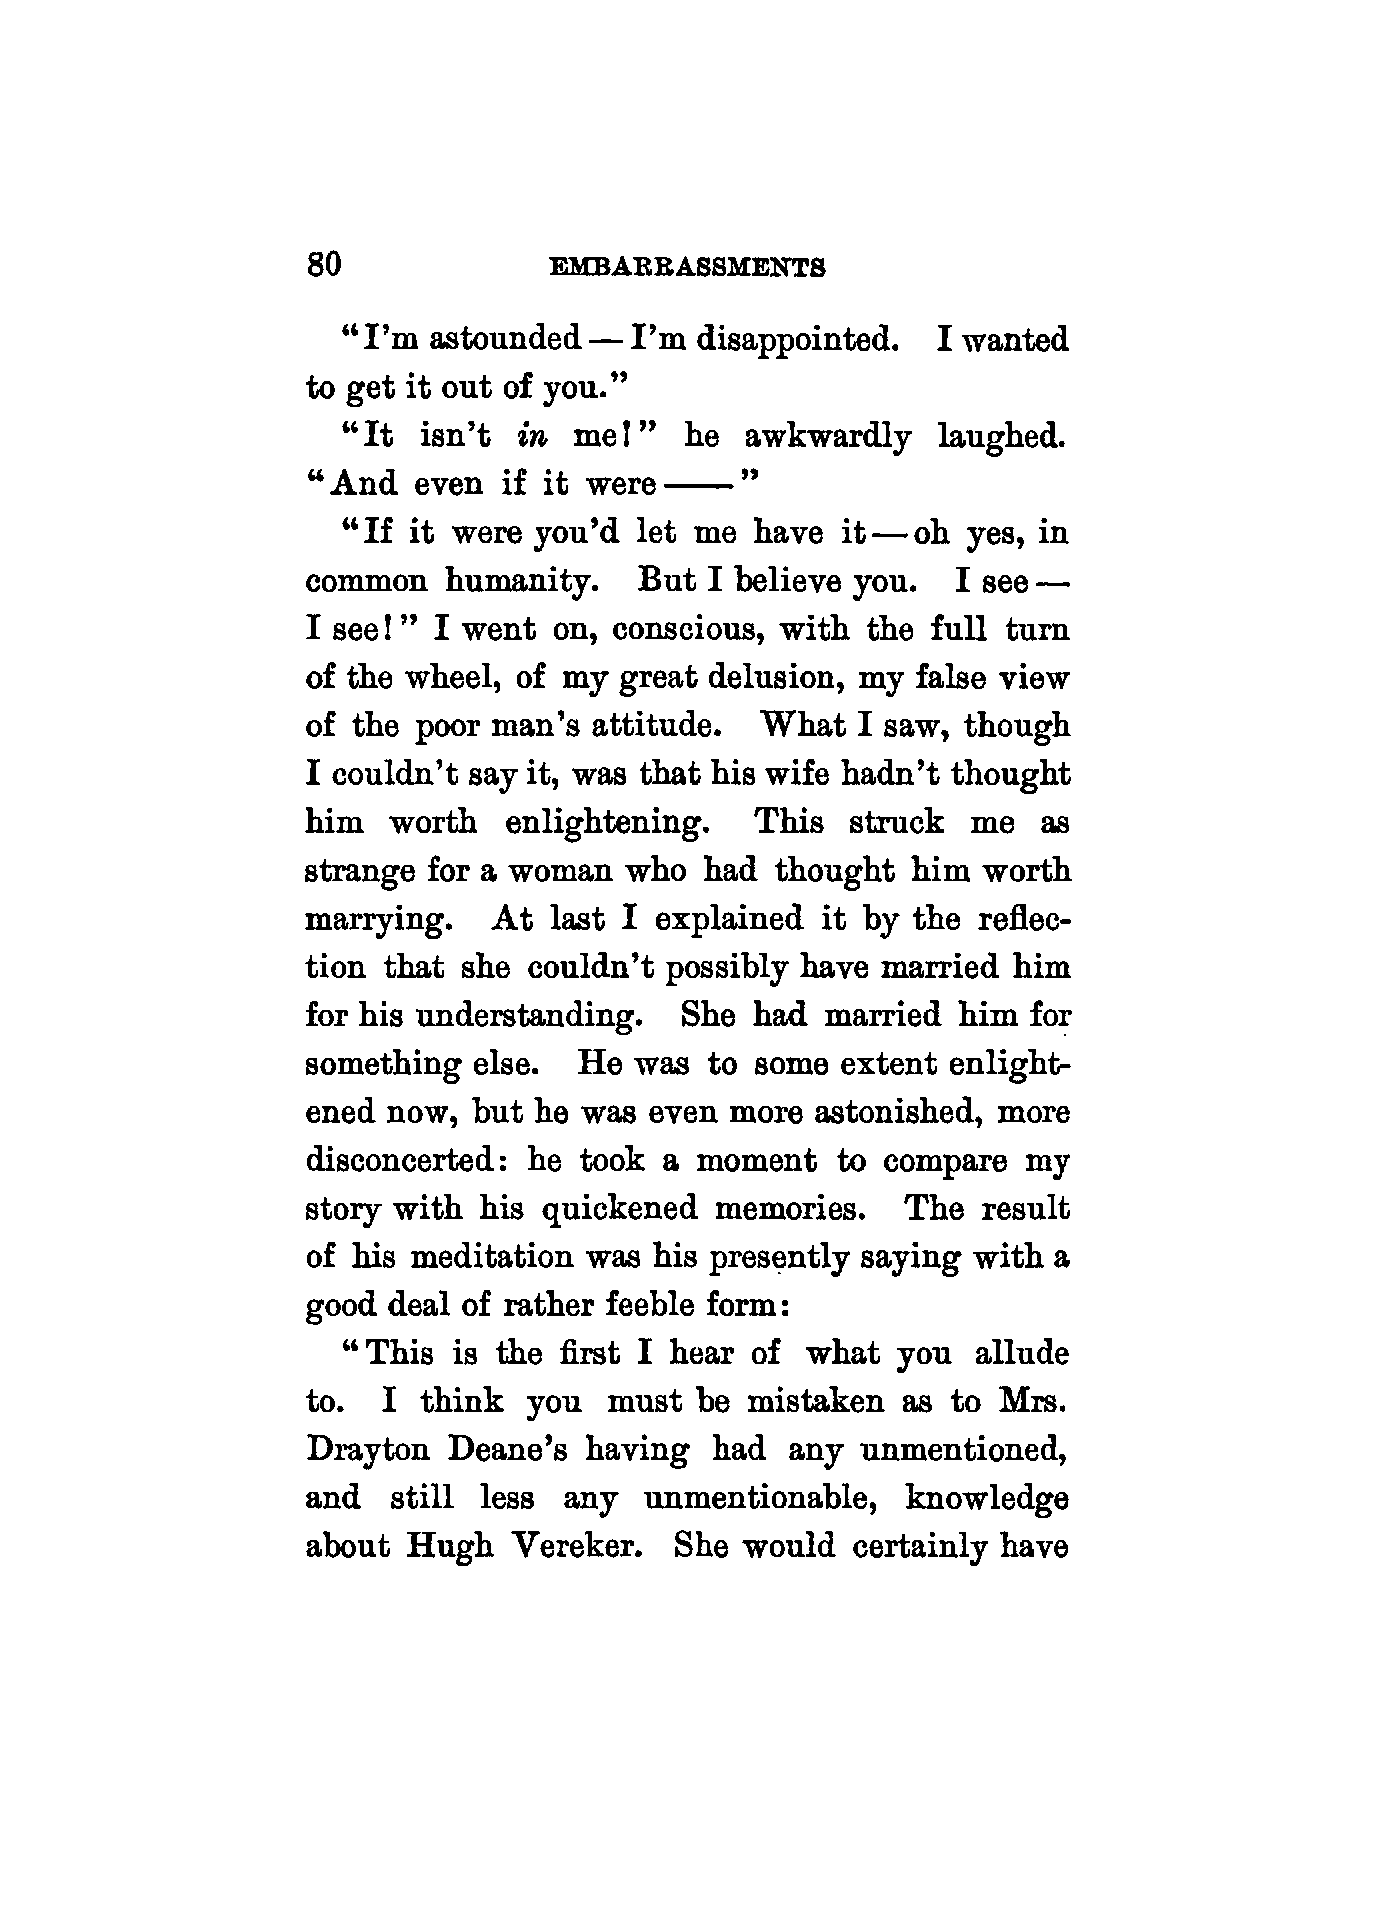 80 EMBARRASSMENTS
“I’m astounded — I’m disappointed. I wanted
to get it out of you.”
“It isn’t in me!” he awkwardly laughed.
“And even if it were ——”
“If it were you’d let me have it — oh yes, in
common humanity. But I believe you. I see —
I see!” I went on, conscious, with the full turn
of the wheel, of my great delusion, my false view
of the poor man’s attitude. What I saw, though
I couldn’t say it, was that his wife hadn’t thought
him worth enlightening. This struck me as
strange for a woman who had thought him worth
marrying. At last I explained it by the reflec-
tion that she couldn’t possibly have married him
for his understanding. She had married him for
something else. He was to some extent enlight-
ened now, but he was even more astonished, more
disconcerted: he took a moment to compare my
story with his quickened memories. The result
of his meditation was his presently saying with a
good deal of rather feeble form:
“This is the first I hear of what you allude
to. I think you must be mistaken as to Mrs.
Drayton Deane’s having had any unmentioned,
and still less any unmentionable, knowledge
about Hugh Vereker. She would certainly have